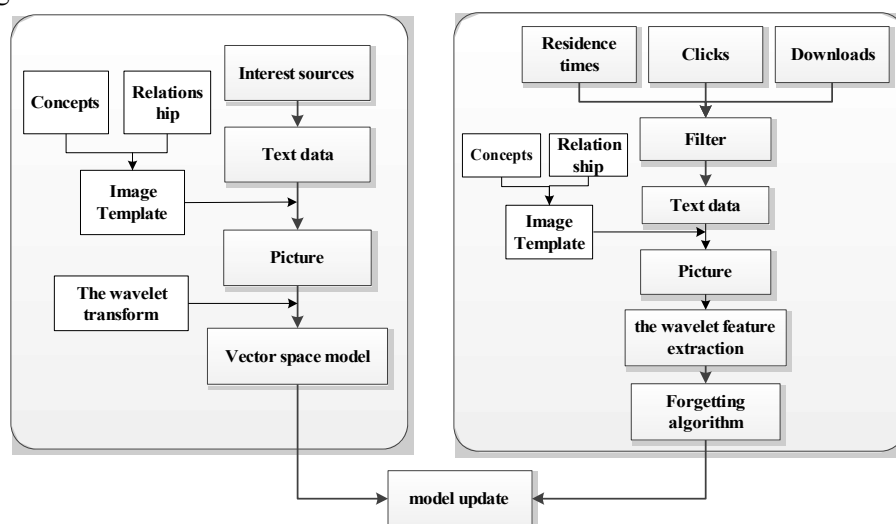 Interest sources
Concepts
Relations
hip
Text data
Image
Template
Picture
The wavelet
transform
Vector space model
Residence
times
Clicks
Downloads
Filter
Concepts
Relation
ship
Text data
Image
Template
Picture
the wavelet feature
extraction
Forgetting
algorithm
model update